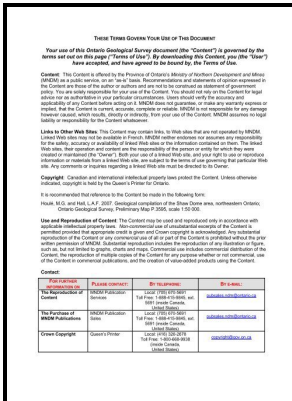 THESE TERMS GOVERN YOUR USE OF THIS DOCUMENT
Your use of this Ontario Geological Survey document (the "Content") is governed by the
terms set out on this page ("Terms of Use"). By downloading this Content, you (the "User")
have accepted, and have agreed to be bound by, the Terms of Use.
Content: This Content is offered by the Province of Ontario's Ministry of Northern Development and Mines
(MNDM) as a public service, on an "as-is" basis. Recommendations and statements of opinion expressed in
the Content are those of the author or authors and are not to be construed as statement of government
policy. You are solely responsible for your use of the Content. You should not rely on the Content for legal
advice nor as authoritative in your particular circumstances. Users should verify the accuracy and
applicability of any Content before acting on it. MNDM does not guarantee, or make any warranty express or
implied, that the Content is current, accurate, complete or reliable. MNDM is not responsible for any damage
however caused, which results, directly or indirectly, from your use of the Content. MNDM assumes no legal
liability or responsibility for the Content whatsoever.
Links to Other Web Sites: This Content may contain links, to Web sites that are not operated by MNDM.
Linked Web sites may not be available in French. MNDM neither endorses nor assumes any responsibility
for the safety, accuracy or availability of linked Web sites or the information contained on them. The linked
Web sites, their operation and content are the responsibility of the person or entity for which they were
created or maintained (the "Owner"). Both your use of a linked Web site, and your right to use or reproduce
information or materials from a linked Web site, are subject to the terms of use governing that particular Web
site. Any comments or inquiries regarding a linked Web site must be directed to its Owner.
Copyright: Canadian and international intellectual property laws protect the Content. Unless otherwise
indicated, copyright is held by the Queen's Printer for Ontario.
It is recommended that reference to the Content be made in the following form:
Houlé, M.G. and Hall, L.A.F. 2007. Geological compilation of the Shaw Dome area, northeastern Ontario;
Ontario Geological Survey, Preliminary Map P.3595, scale 1:50 000.
Use and Reproduction of Content: The Content may be used and reproduced only in accordance with
applicable intellectual property laws. Non-commercial use of unsubstantial excerpts of the Content is
permitted provided that appropriate credit is given and Crown copyright is acknowledged. Any substantial
reproduction of the Content or any commercial use of all or part of the Content is prohibited without the prior
written permission of MNDM. Substantial reproduction includes the reproduction of any illustration or figure,
such as, but not limited to graphs, charts and maps. Commercial use includes commercial distribution of the
Content, the reproduction of multiple copies of the Content for any purpose whether or not commercial, use
of the Content in commercial publications, and the creation of value-added products using the Content.
Contact:
FOR FURTHER INFORMATION ON PLEASE CONTACT: BY TELEPHONE: BY E-MAIL:
The Reproduction of Content MNDM Publication Services Local: (705) 670-5691 Toll Free: 1-888-415-9845, ext. 5691 (inside Canada, United States) pubsales.ndm@ontario.ca
The Purchase of MNDM Publications MNDM Publication Sales Local: (705) 670-5691 Toll Free: 1-888-415-9845, ext. 5691 (inside Canada, United States) pubsales.ndm@ontario.ca
Crown Copyright Queen's Printer Local: (416) 326-2678 Toll Free: 1-800-668-9938 (inside Canada, United States) copyright@gov.on.ca